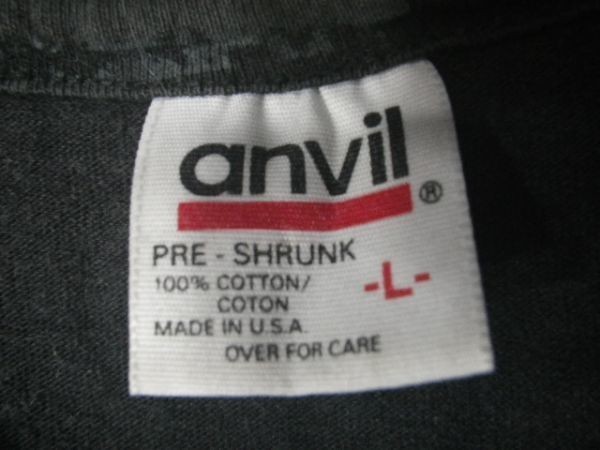 anvil®
PRE - SHRUNK
100% COTTON/
COTON
-L-
MADE IN U.S.A.
OVER FOR CARE